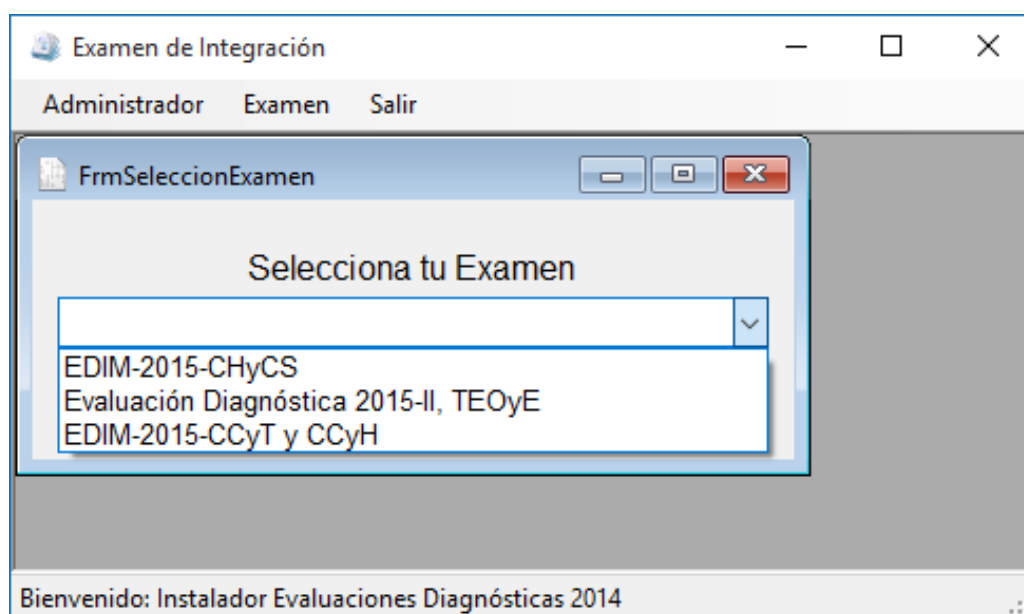 Examen de Integración
Administrador Examen Salir
FrmSeleccionExamen
Selecciona tu Examen
EDIM-2015-CHyCS
Evaluación Diagnóstica 2015-II, TEOyE
EDIM-2015-CCyT y CCyH
Bienvenido: Instalador Evaluaciones Diagnósticas 2014